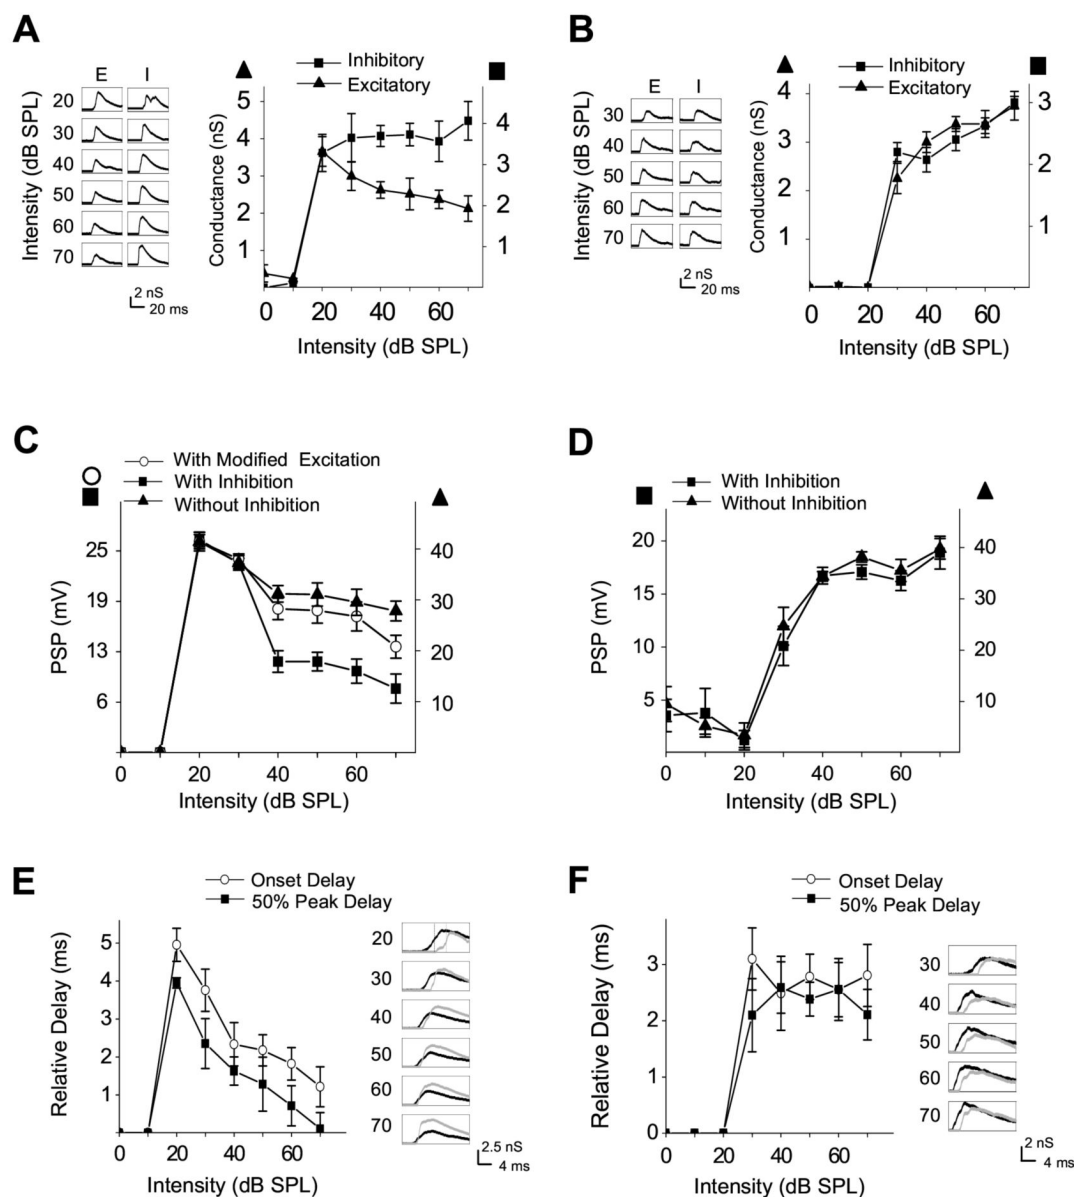 A
E I
Intensity (dB SPL)
20
30
40
50
60
70
2 nS
20 ms
Inhibitory
Excitatory
Conductance (nS)
5
4
3
2
1
4
3
2
1
0 20 40 60
Intensity (dB SPL)
B
E I
Intensity (dB SPL)
30
40
50
60
70
2 nS
20 ms
Inhibitory
Excitatory
Conductance (nS)
4
3
2
1
3
2
1
0 20 40 60
Intensity (dB SPL)
C
With Modified Excitation
With Inhibition
Without Inhibition
PSP (mV)
25
19
13
6
40
30
20
10
0 20 40 60
Intensity (dB SPL)
D
With Inhibition
Without Inhibition
PSP (mV)
20
15
10
5
40
30
20
10
0 20 40 60
Intensity (dB SPL)
E
Onset Delay
50% Peak Delay
Relative Delay (ms)
5
4
3
2
1
0 20 40 60
Intensity (dB SPL)
20
30
40
50
60
70
2.5 nS
4 ms
F
Onset Delay
50% Peak Delay
Relative Delay (ms)
3
2
1
0
0 20 40 60
Intensity (dB SPL)
30
40
50
60
70
2 nS
4 ms